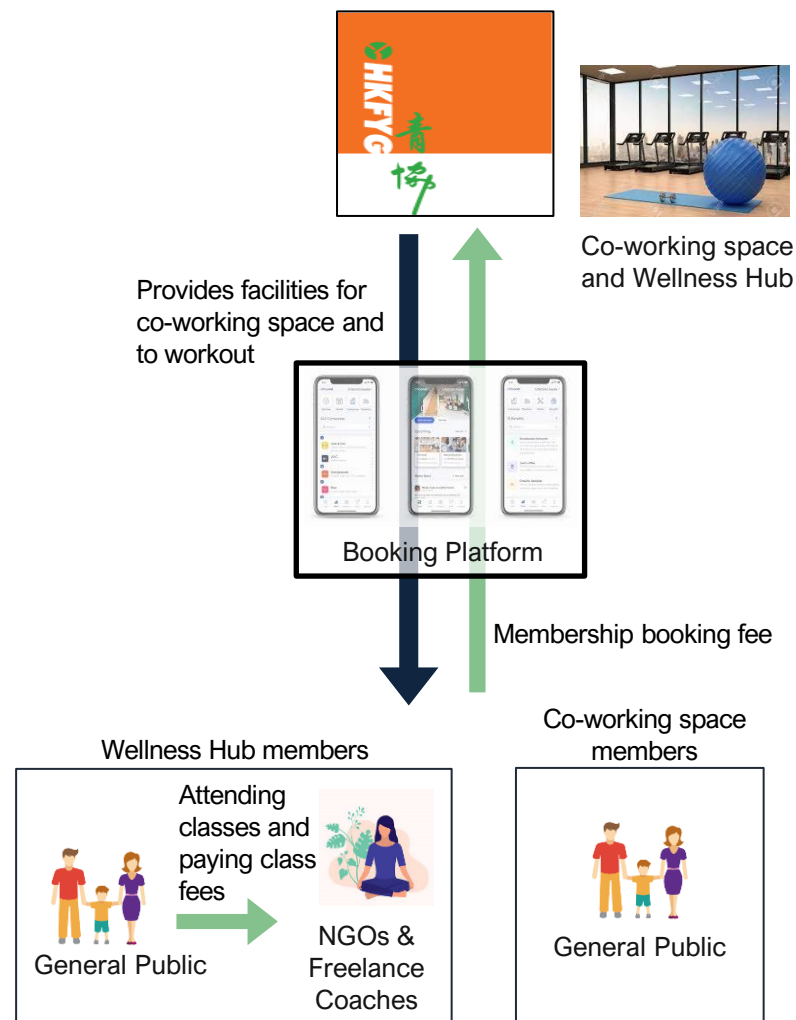 HKFYG
青
協
Co-working space
and Wellness Hub
Provides facilities for
co-working space and
to workout
Booking Platform
Membership booking fee
Co-working space
members
Wellness Hub members
Attending
classes and
paying class
fees
General Public
NGOs &
Freelance
Coaches
General Public